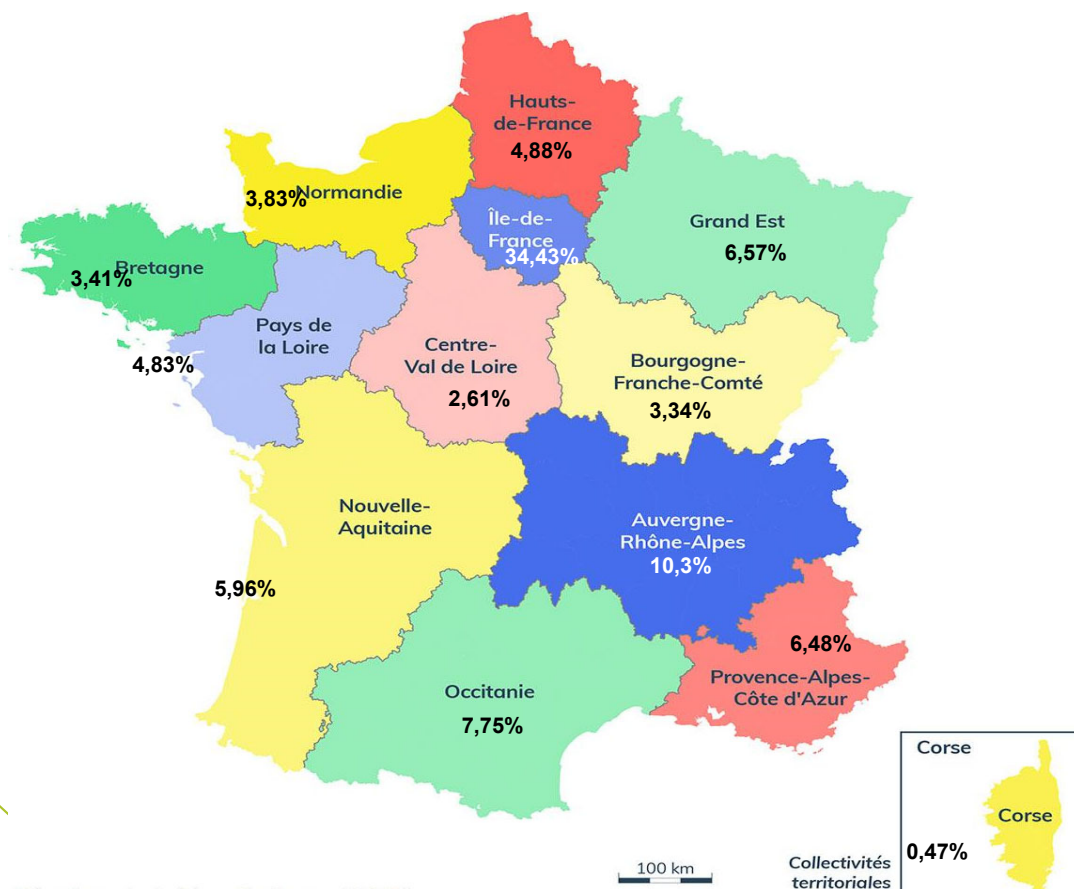 Hauts-
de-France
4,88%
3,83% Normandie
Île-de-
France
34,43%
Grand Est
6,57%
Bretagne
3,41%
Pays de
la Loire
4,83%
Centre-
Val de Loire
2,61%
Bourgogne-
Franche-Comté
3,34%
Nouvelle-
Aquitaine
5,96%
Auvergne-
Rhône-Alpes
10,3%
6,48%
Provence-Alpes-
Côte d'Azur
Occitanie
7,75%
Corse
Corse
0,47%
100 km
Collectivités
territoriales